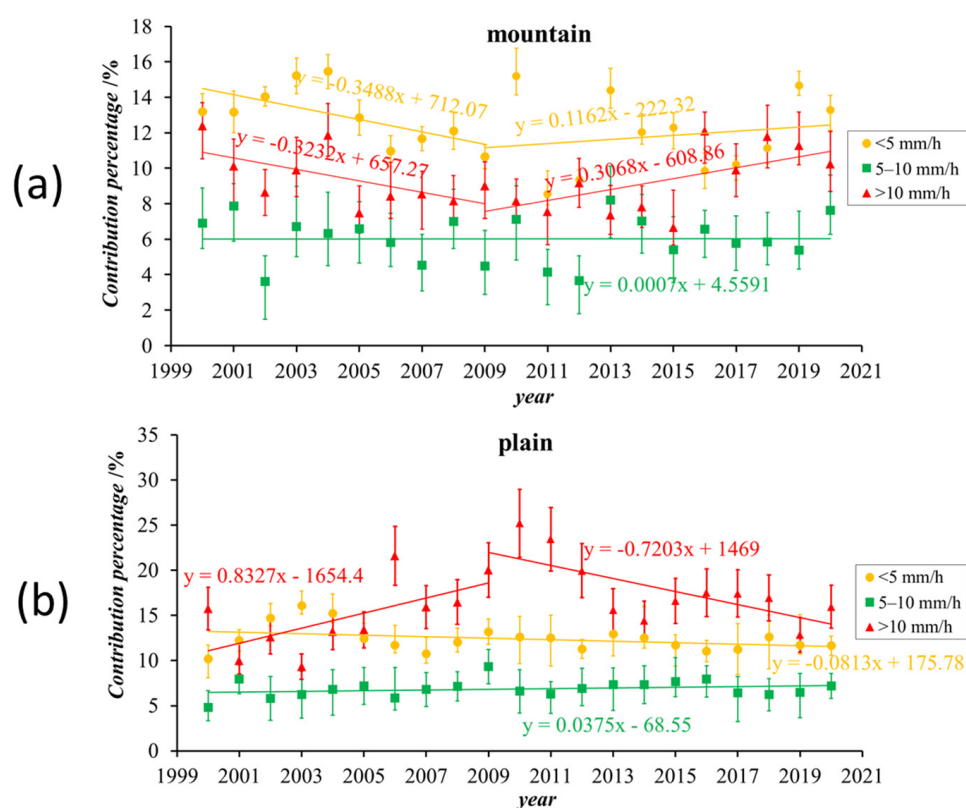 (a)
mountain
Contribution percentage /%
18
16
14
12
10
8
6
4
2
0
y = -0.3488x + 712.07
y = 0.1162x - 222.32
y = -0.3232x + 657.27
y = 0.3068x - 608.86
y = 0.0007x + 4.5591
<5 mm/h
5–10 mm/h
>10 mm/h
1999 2001 2003 2005 2007 2009 2011 2013 2015 2017 2019 2021
year
(b)
plain
Contribution percentage /%
35
30
25
20
15
10
5
0
y = 0.8327x - 1654.4
y = -0.7203x + 1469
y = -0.0813x + 175.78
y = 0.0375x - 68.55
<5 mm/h
5–10 mm/h
>10 mm/h
1999 2001 2003 2005 2007 2009 2011 2013 2015 2017 2019 2021
year